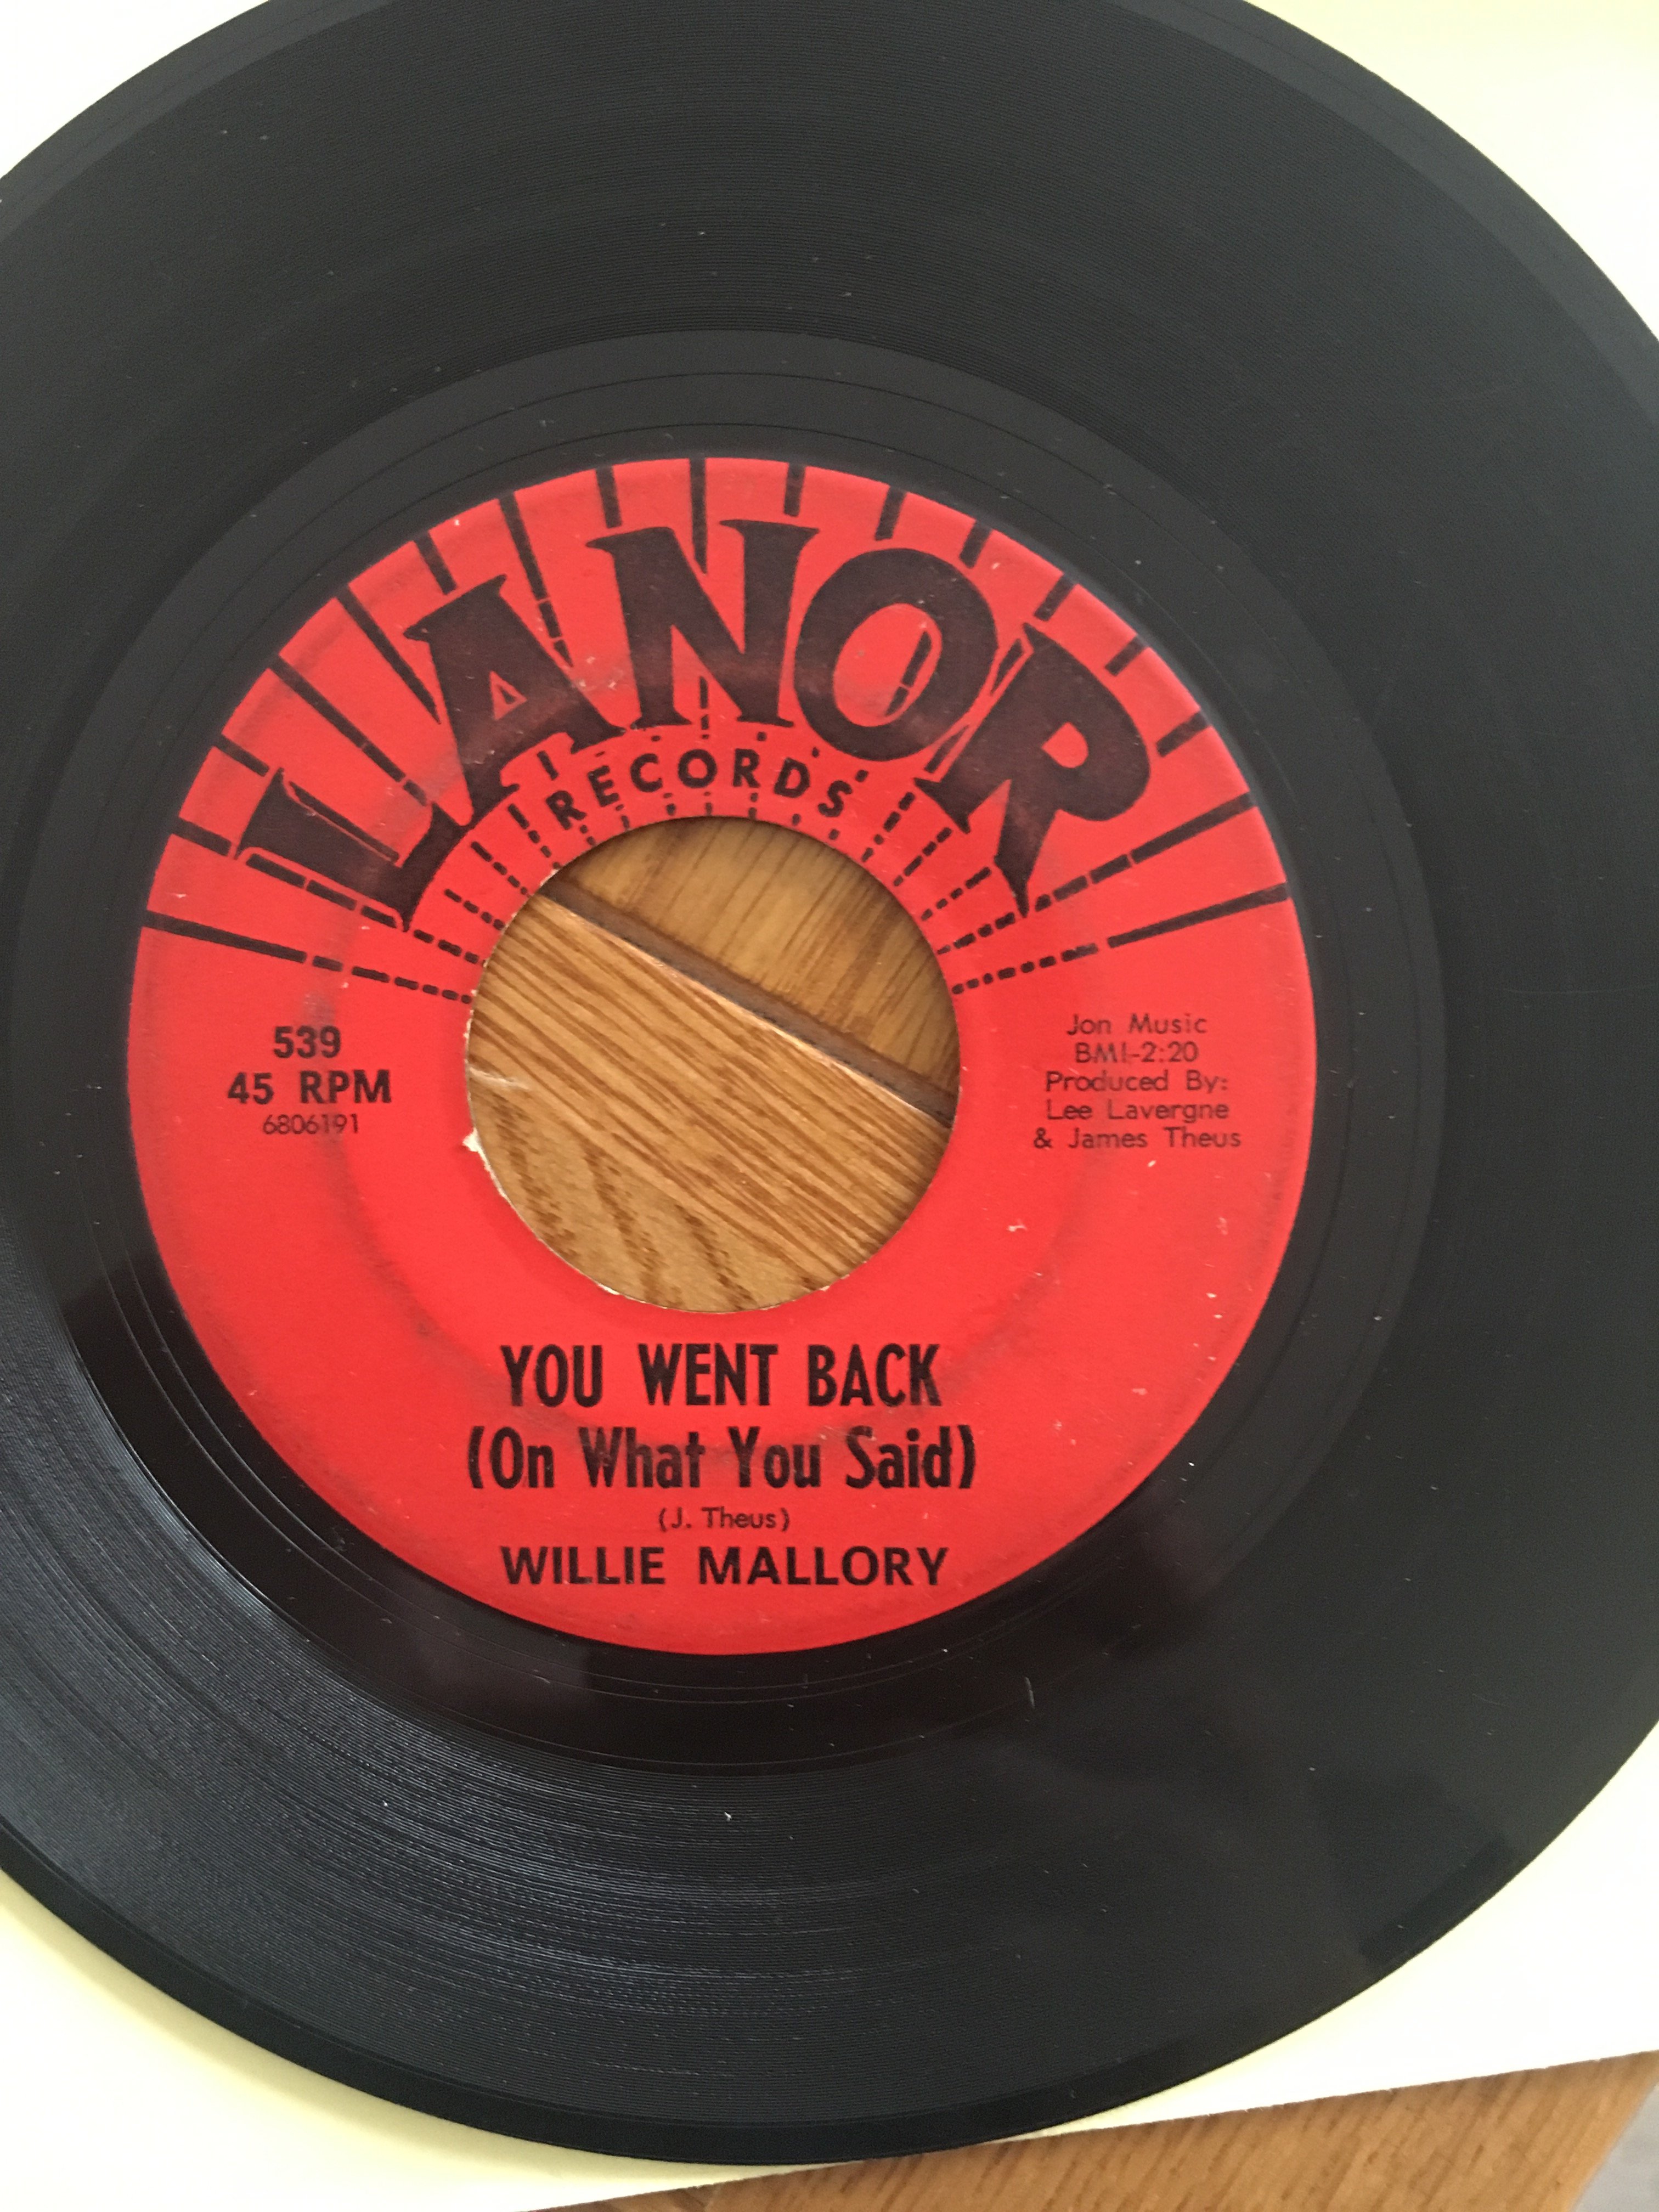 LANOR
RECORDS
539
45 RPM
6806191
Jon Music
BMI-2:20
Produced By:
Lee Lavergne
& James Theus
YOU WENT BACK
(On What You Said)
(J. Theus)
WILLIE MALLORY